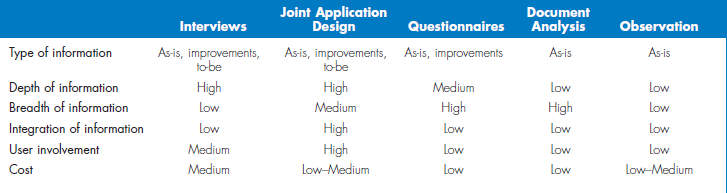 Interviews Joint Application Design Questionnaires Document Analysis Observation
Type of information As-is, improvements, to-be As-is, improvements, to-be As-is, improvements As-is As-is
Depth of information High High Medium Low Low
Breadth of information Low Medium High High Low
Integration of information Low High Low Low Low
User involvement Medium High Low Low Low
Cost Medium Low–Medium Low Low Low–Medium